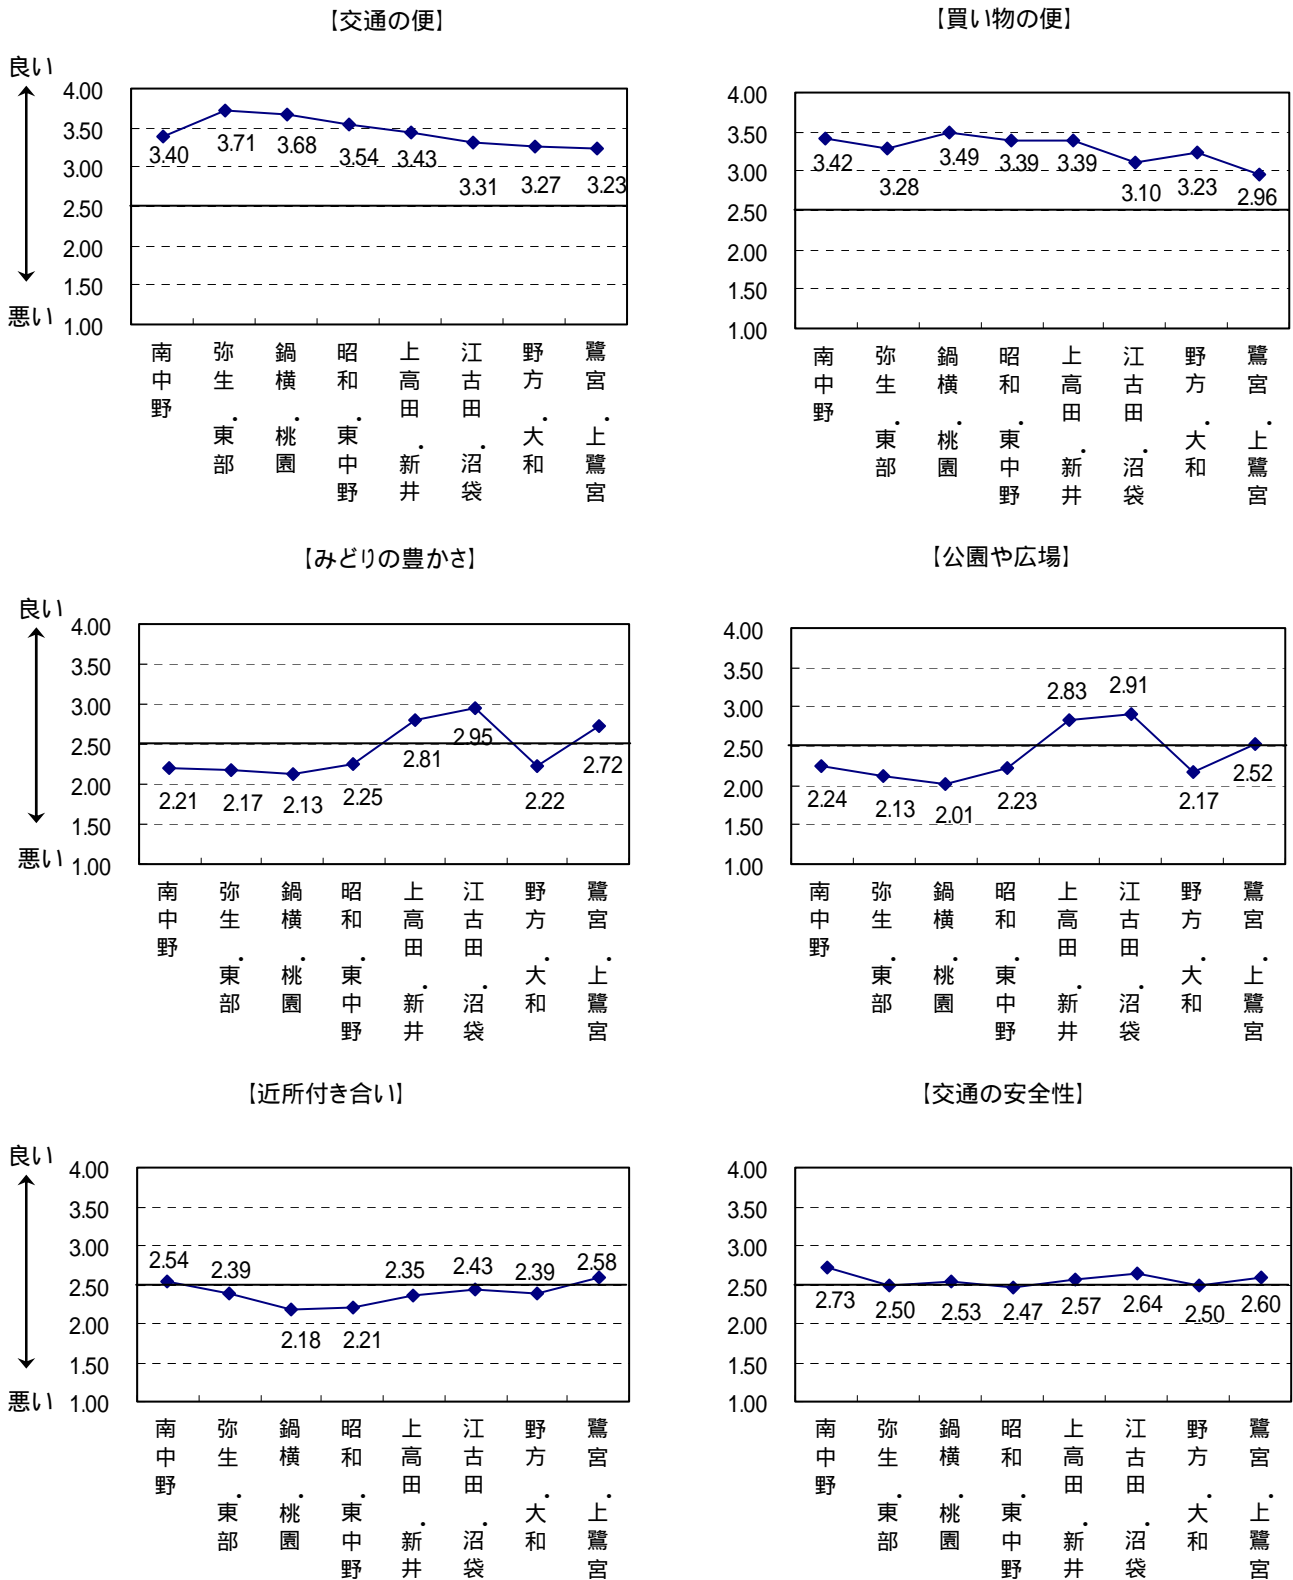 【交通の便】
良い
悪い
4.00
3.50
3.00
2.50
2.00
1.50
1.00
3.40 3.71 3.68 3.54 3.43 3.31 3.27 3.23
南中野
弥生・東部
鍋横・桃園
昭和・東中野
上高田・新井
江古田・沼袋
野方・大和
鷺宮・上鷺宮
【買い物の便】
4.00
3.50
3.00
2.50
2.00
1.50
1.00
3.42 3.28 3.49 3.39 3.39 3.10 3.23 2.96
南中野
弥生・東部
鍋横・桃園
昭和・東中野
上高田・新井
江古田・沼袋
野方・大和
鷺宮・上鷺宮
【みどりの豊かさ】
良い
悪い
4.00
3.50
3.00
2.50
2.00
1.50
1.00
2.21 2.17 2.13 2.25 2.81 2.95 2.22 2.72
南中野
弥生・東部
鍋横・桃園
昭和・東中野
上高田・新井
江古田・沼袋
野方・大和
鷺宮・上鷺宮
【公園や広場】
4.00
3.50
3.00
2.50
2.00
1.50
1.00
2.24 2.13 2.01 2.23 2.83 2.91 2.17 2.52
南中野
弥生・東部
鍋横・桃園
昭和・東中野
上高田・新井
江古田・沼袋
野方・大和
鷺宮・上鷺宮
【近所付き合い】
良い
悪い
4.00
3.50
3.00
2.50
2.00
1.50
1.00
2.54 2.39 2.18 2.21 2.35 2.43 2.39 2.58
南中野
弥生・東部
鍋横・桃園
昭和・東中野
上高田・新井
江古田・沼袋
野方・大和
鷺宮・上鷺宮
【交通の安全性】
4.00
3.50
3.00
2.50
2.00
1.50
1.00
2.73 2.50 2.53 2.47 2.57 2.64 2.50 2.60
南中野
弥生・東部
鍋横・桃園
昭和・東中野
上高田・新井
江古田・沼袋
野方・大和
鷺宮・上鷺宮